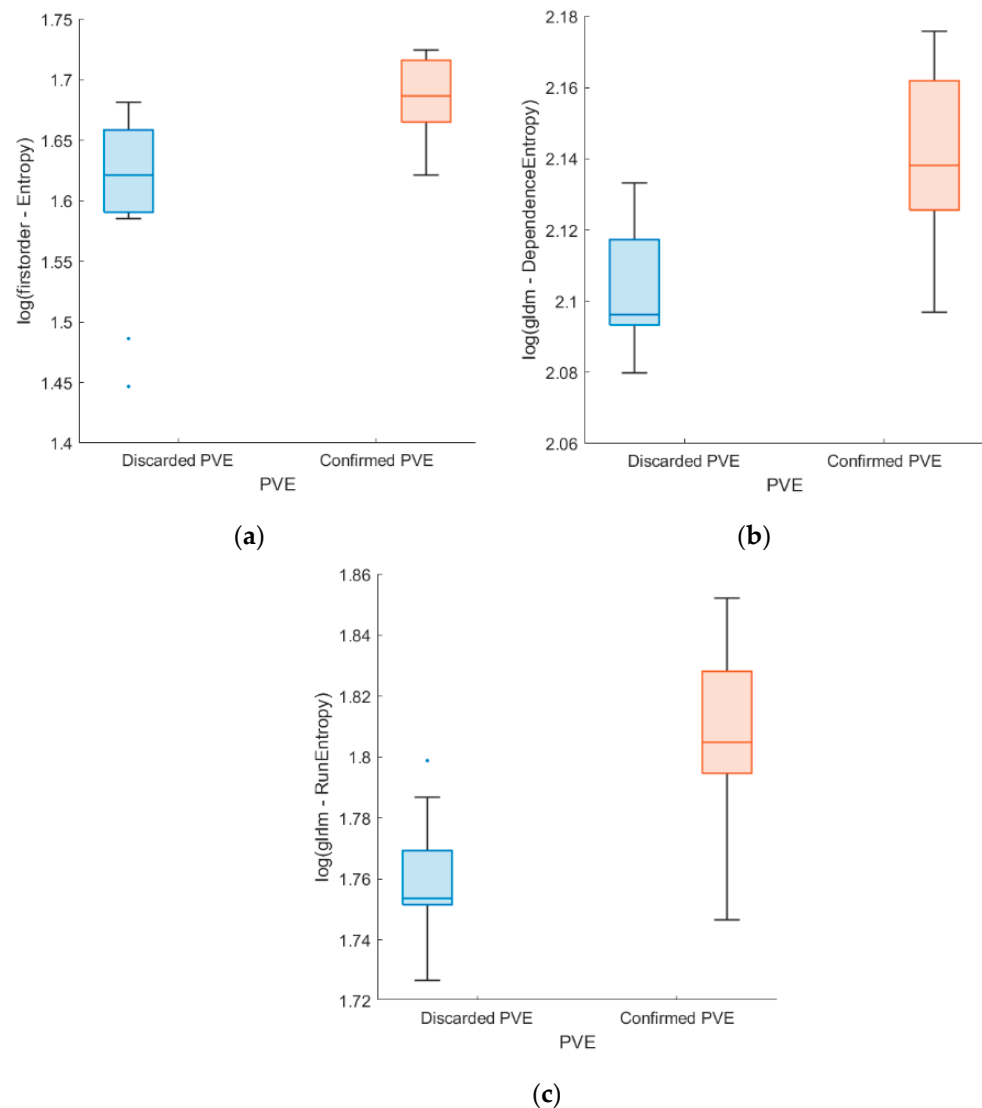 1.75
1.7
1.65
1.6
1.55
1.5
1.45
1.4
log(firstorder - Entropy)
Discarded PVE
Confirmed PVE
PVE
(a)
2.18
2.16
2.14
2.12
2.1
2.08
2.06
log(gldm - DependenceEntropy)
Discarded PVE
Confirmed PVE
PVE
(b)
1.86
1.84
1.82
1.8
1.78
1.76
1.74
1.72
log(glrlm - RunEntropy)
Discarded PVE
Confirmed PVE
PVE
(c)